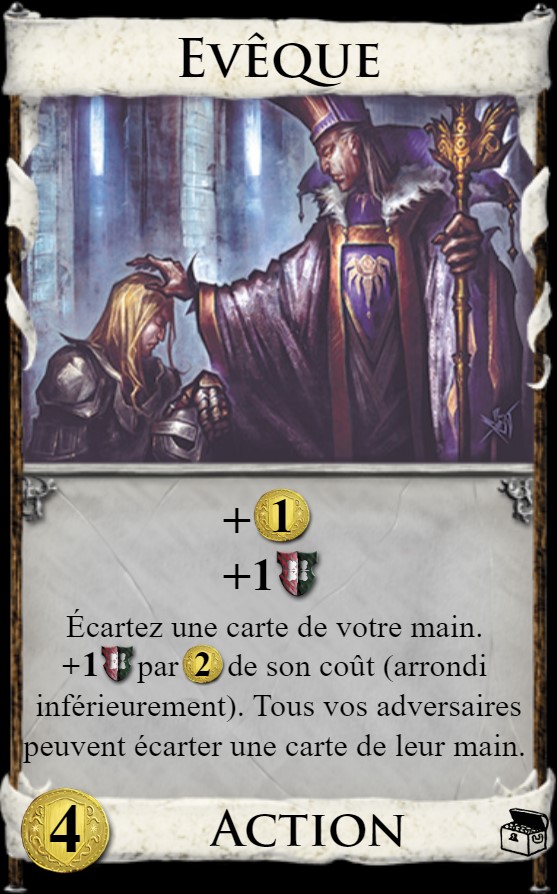 Evêque
+1
+1
Écartez une carte de votre main.
+1 par 2 de son coût (arrondi
inférieurement). Tous vos adversaires
peuvent écarter une carte de leur main.
4 Action